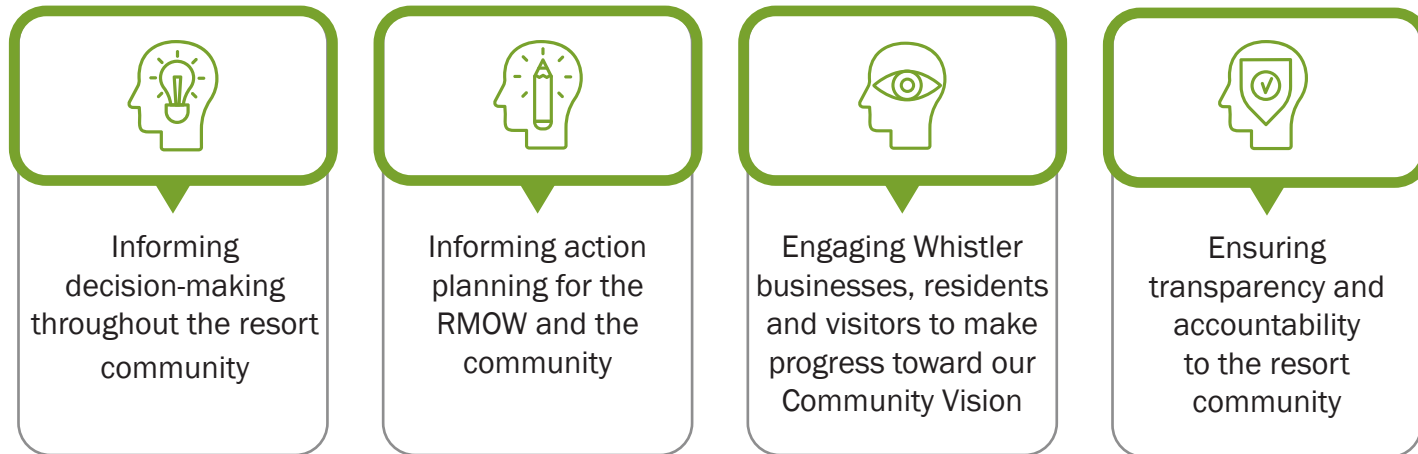 Informing
decision-making
throughout the resort
community
Informing action
planning for the
RMOW and the
community
Engaging Whistler
businesses, residents
and visitors to make
progress toward our
Community Vision
Ensuring
transparency and
accountability
to the resort
community